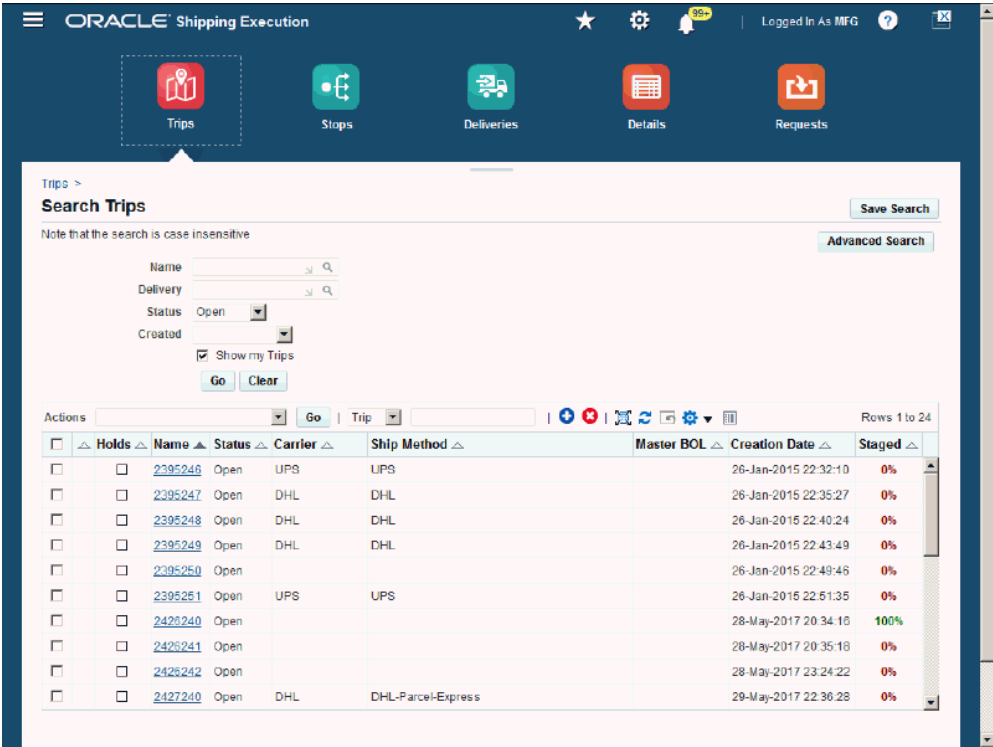 ORACLE Shipping Execution
99+
Logged In As MFG
?
X
Trips
Stops
Deliveries
Details
Requests
Trips >
Search Trips
Save Search
Note that the search is case insensitive
Advanced Search
Name
Delivery
Status Open
Created
Show my Trips
Go Clear
Actions Go | Trip | | Rows 1 to 24
Holds Name Status Carrier Ship Method Master BOL Creation Date Staged
2395246 Open UPS UPS 26-Jan-2015 22:32:10 0%
2395247 Open DHL DHL 26-Jan-2015 22:35:27 0%
2395248 Open DHL DHL 26-Jan-2015 22:40:24 0%
2395249 Open DHL DHL 26-Jan-2015 22:43:49 0%
2395250 Open 26-Jan-2015 22:49:46 0%
2395251 Open UPS UPS 26-Jan-2015 22:51:35 0%
2426240 Open 28-May-2017 20:34:16 100%
2426241 Open 28-May-2017 20:35:18 0%
2426242 Open 28-May-2017 23:24:22 0%
2427240 Open DHL DHL-Parcel-Express 29-May-2017 22:36:28 0%